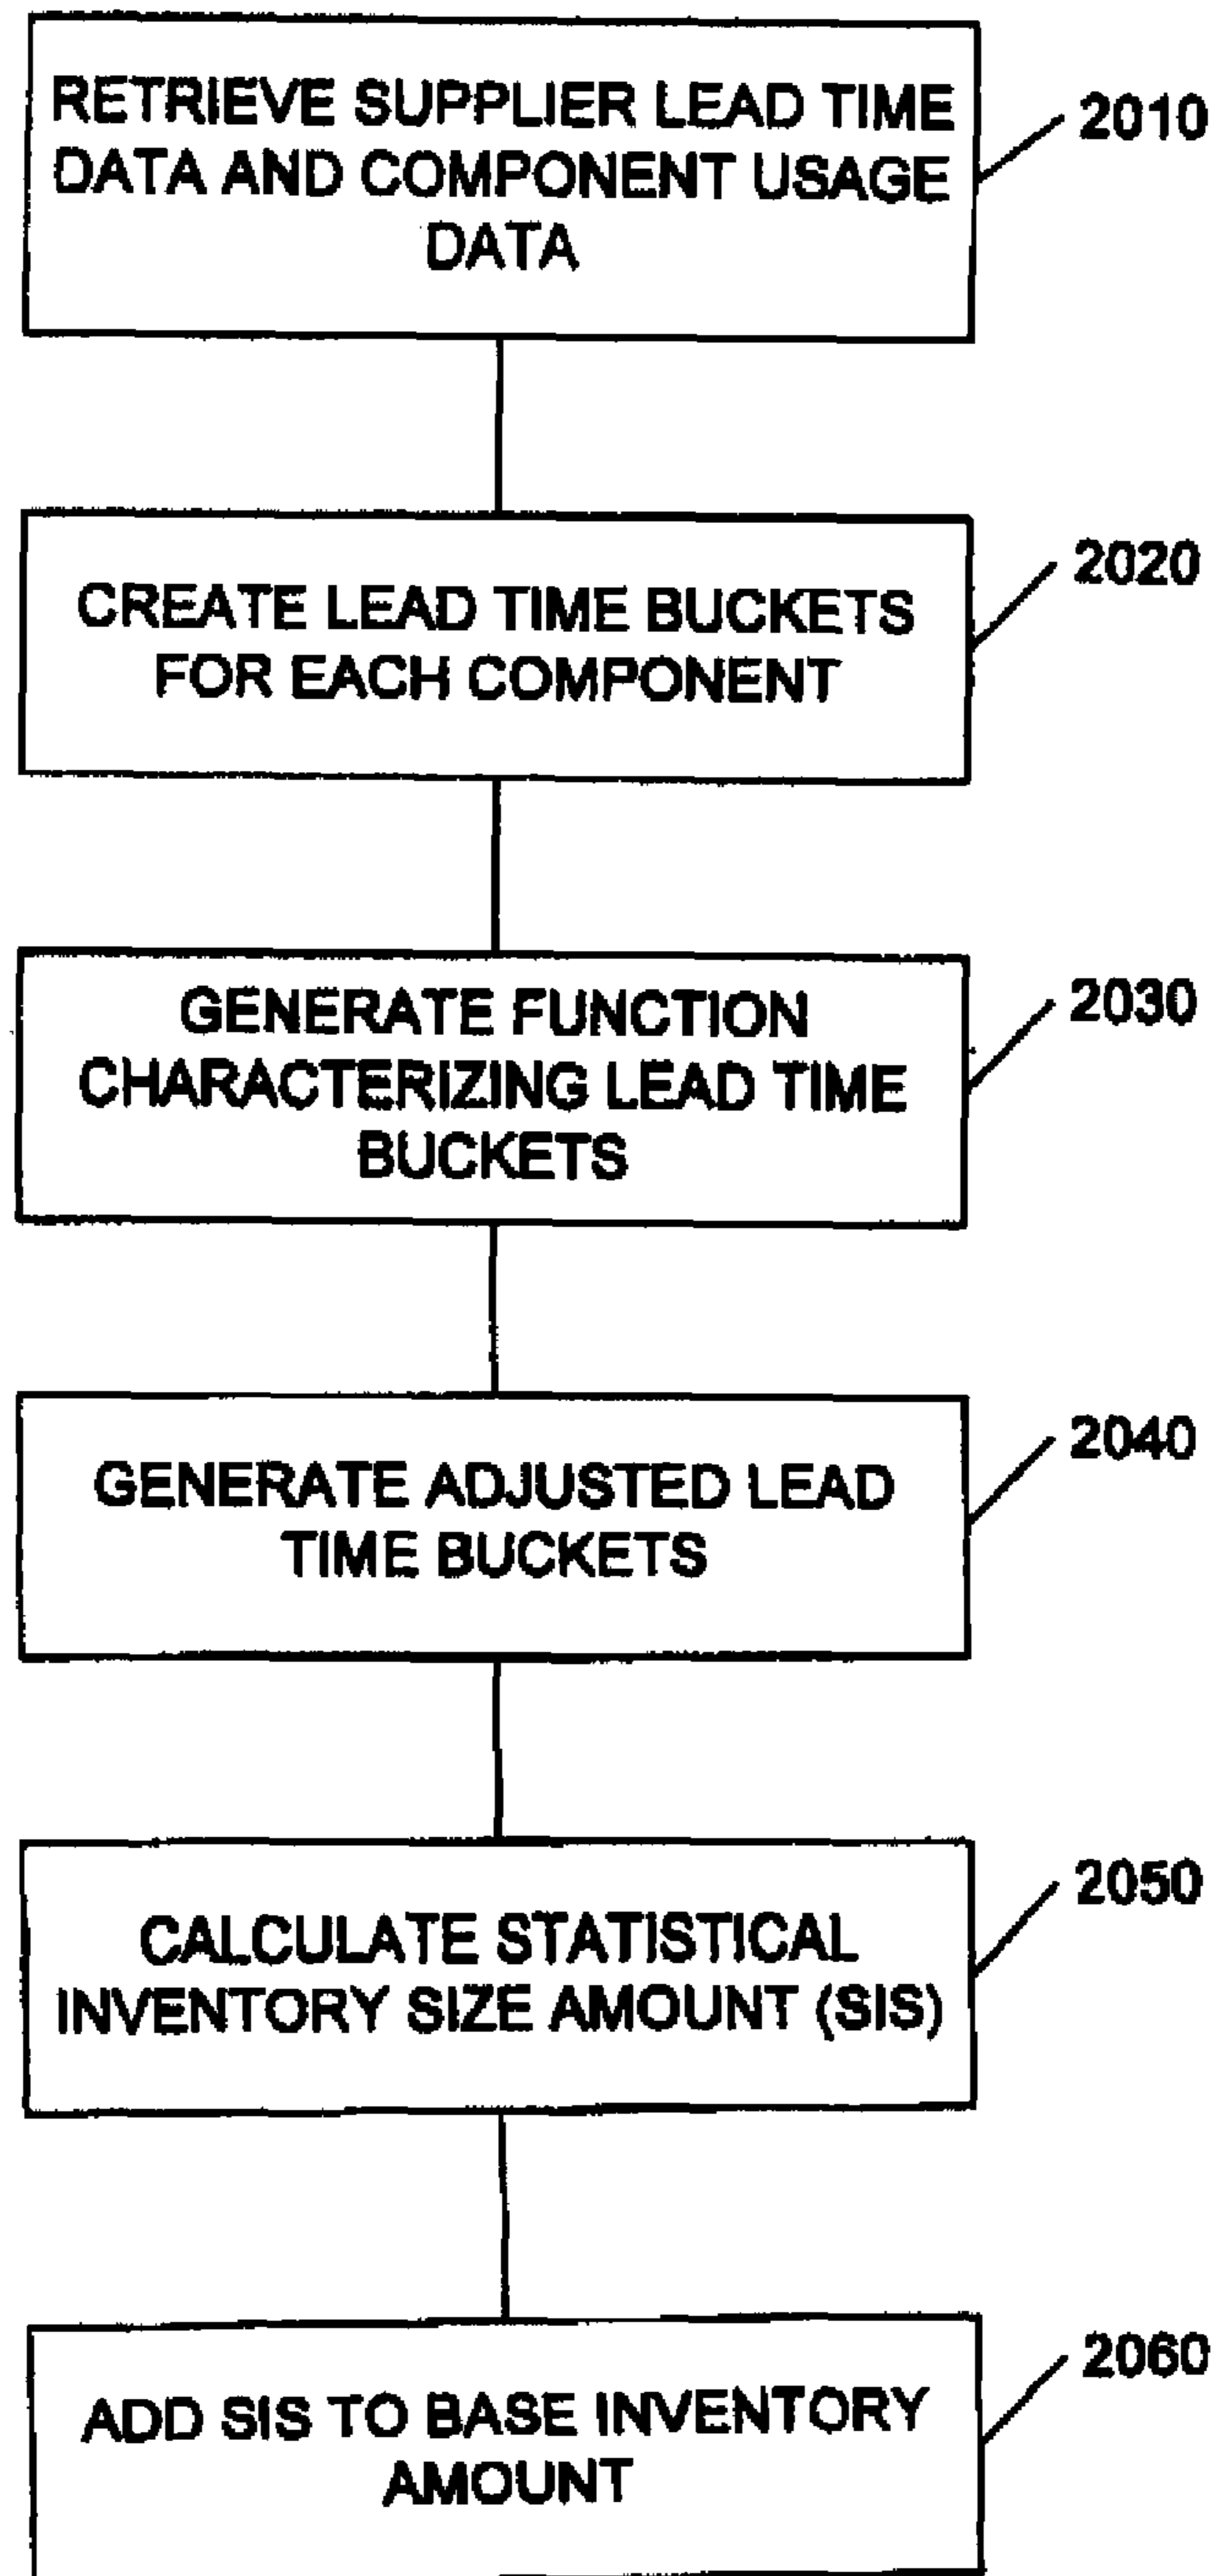 RETRIEVE SUPPLIER LEAD TIME
DATA AND COMPONENT USAGE
DATA
2010
CREATE LEAD TIME BUCKETS
FOR EACH COMPONENT
2020
GENERATE FUNCTION
CHARACTERIZING LEAD TIME
BUCKETS
2030
GENERATE ADJUSTED LEAD
TIME BUCKETS
2040
CALCULATE STATISTICAL
INVENTORY SIZE AMOUNT (SIS)
2050
ADD SIS TO BASE INVENTORY
AMOUNT
2060